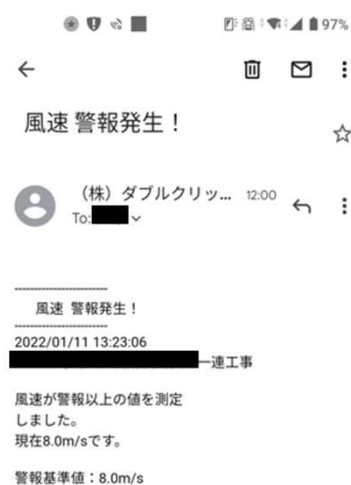 97%
風速 警報発生！
（株）ダブルクリッ... 12:00
To:
----------------------
風速 警報発生！
----------------------
2022/01/11 13:23:06
一連工事
風速が警報以上の値を測定
しました。
現在8.0m/sです。
警報基準値：8.0m/s